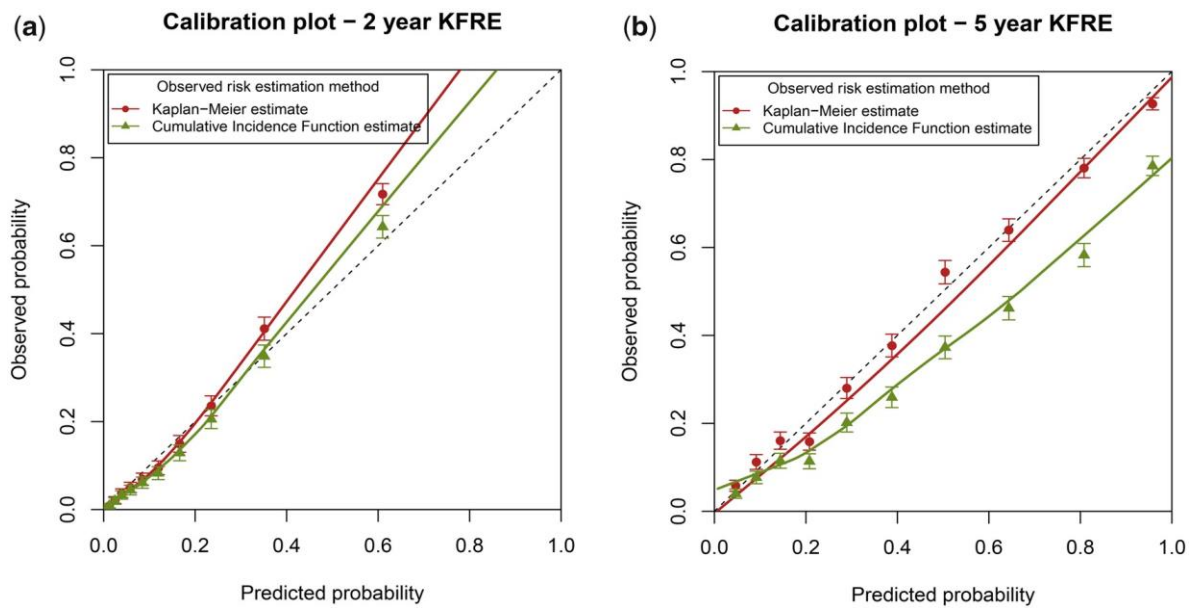 (a)
Calibration plot − 2 year KFRE
Observed risk estimation method
Kaplan−Meier estimate
Cumulative Incidence Function estimate
Observed probability
1.0
0.8
0.6
0.4
0.2
0.0
0.0 0.2 0.4 0.6 0.8 1.0
Predicted probability
(b)
Calibration plot − 5 year KFRE
Observed risk estimation method
Kaplan−Meier estimate
Cumulative Incidence Function estimate
Observed probability
1.0
0.8
0.6
0.4
0.2
0.0
0.0 0.2 0.4 0.6 0.8 1.0
Predicted probability